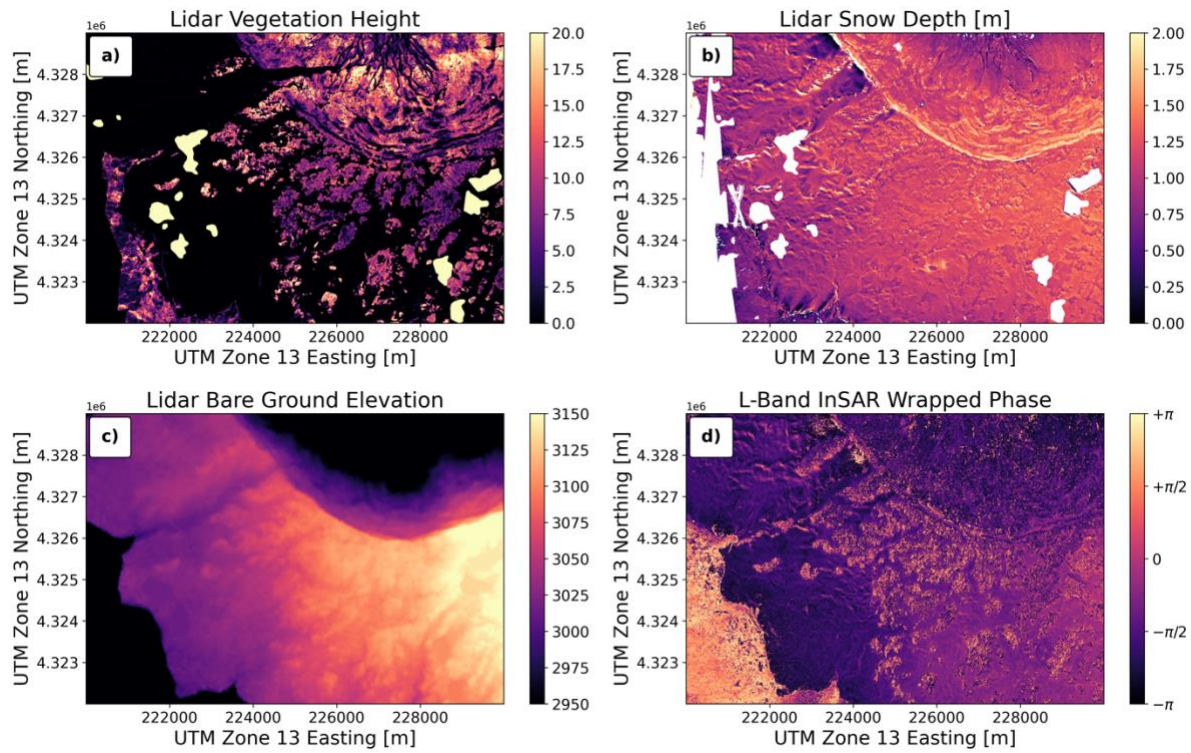 Lidar Vegetation Height
1e6
a)
4.328
4.327
4.326
4.325
4.324
4.323
UTM Zone 13 Northing [m]
222000 224000 226000 228000
UTM Zone 13 Easting [m]
20.0
17.5
15.0
12.5
10.0
7.5
5.0
2.5
0.0
Lidar Snow Depth [m]
1e6
b)
4.328
4.327
4.326
4.325
4.324
4.323
UTM Zone 13 Northing [m]
222000 224000 226000 228000
UTM Zone 13 Easting [m]
2.00
1.75
1.50
1.25
1.00
0.75
0.50
0.25
0.00
Lidar Bare Ground Elevation
1e6
c)
4.328
4.327
4.326
4.325
4.324
4.323
UTM Zone 13 Northing [m]
222000 224000 226000 228000
UTM Zone 13 Easting [m]
3150
3125
3100
3075
3050
3025
3000
2975
2950
L-Band InSAR Wrapped Phase
1e6
d)
4.328
4.327
4.326
4.325
4.324
4.323
UTM Zone 13 Northing [m]
222000 224000 226000 228000
UTM Zone 13 Easting [m]
+π
+π/2
0
−π/2
−π